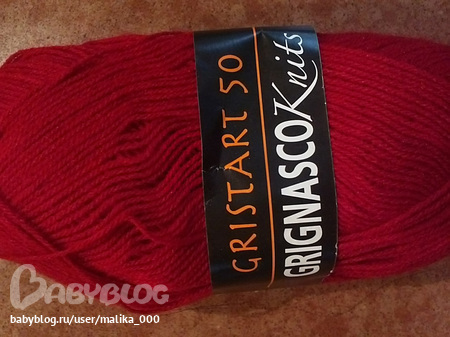 GRISTART 50
GRIGNASCO Knits
BABYBLOG
babyblog.ru/user/malika_000